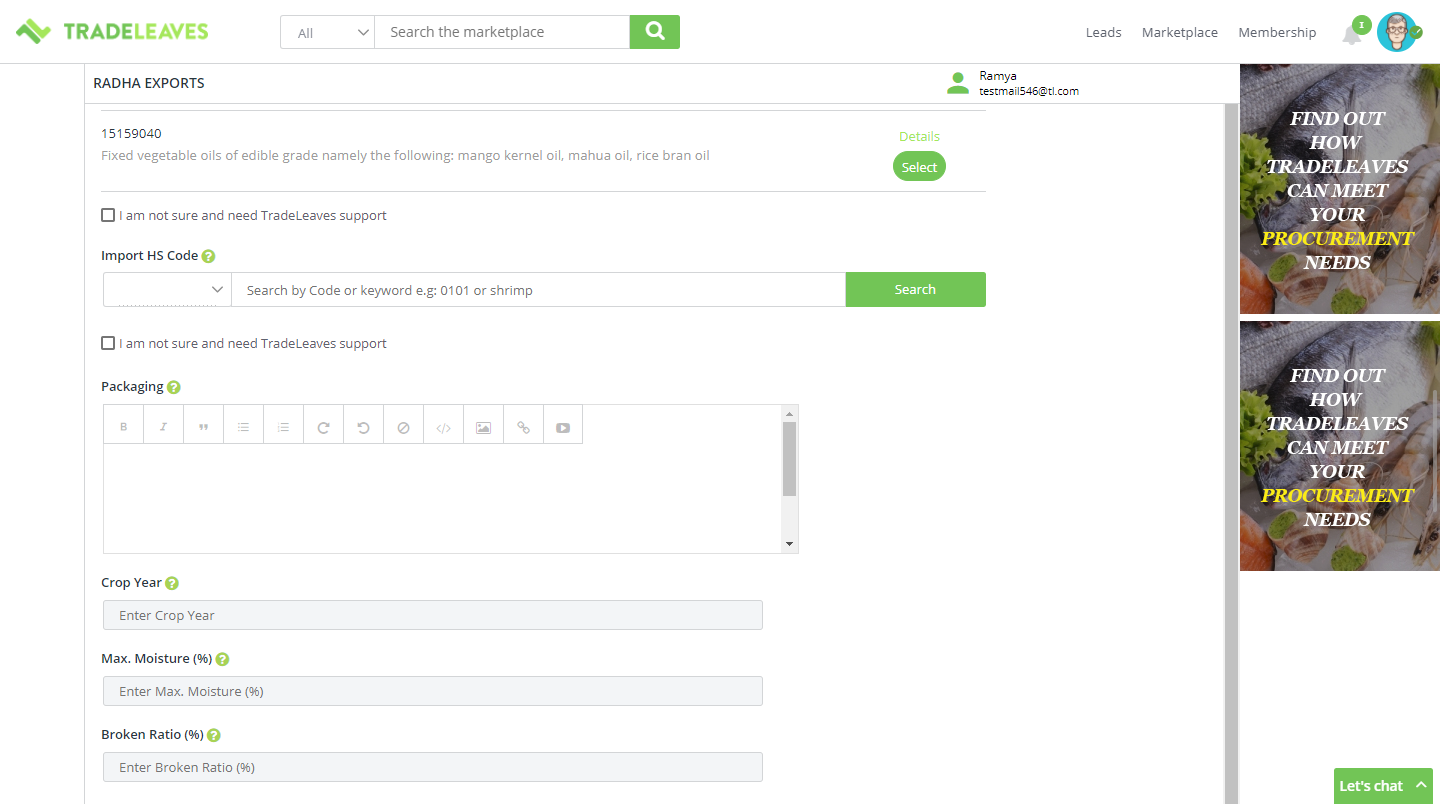 TRADELEAVES
All
Search the marketplace
Leads
Marketplace
Membership
I
RADHA EXPORTS
Ramya
testmail546@tl.com
15159040
Fixed vegetable oils of edible grade namely the following: mango kernel oil, mahua oil, rice bran oil
Details
Select
I am not sure and need TradeLeaves support
Import HS Code ?
Search by Code or keyword e.g: 0101 or shrimp
Search
I am not sure and need TradeLeaves support
Packaging ?
B I
Crop Year ?
Enter Crop Year
Max. Moisture (%) ?
Enter Max. Moisture (%)
Broken Ratio (%) ?
Enter Broken Ratio (%)
FIND OUT
HOW
TRADELEAVES
CAN MEET
YOUR
PROCUREMENT
NEEDS
FIND OUT
HOW
TRADELEAVES
CAN MEET
YOUR
PROCUREMENT
NEEDS
Let's chat